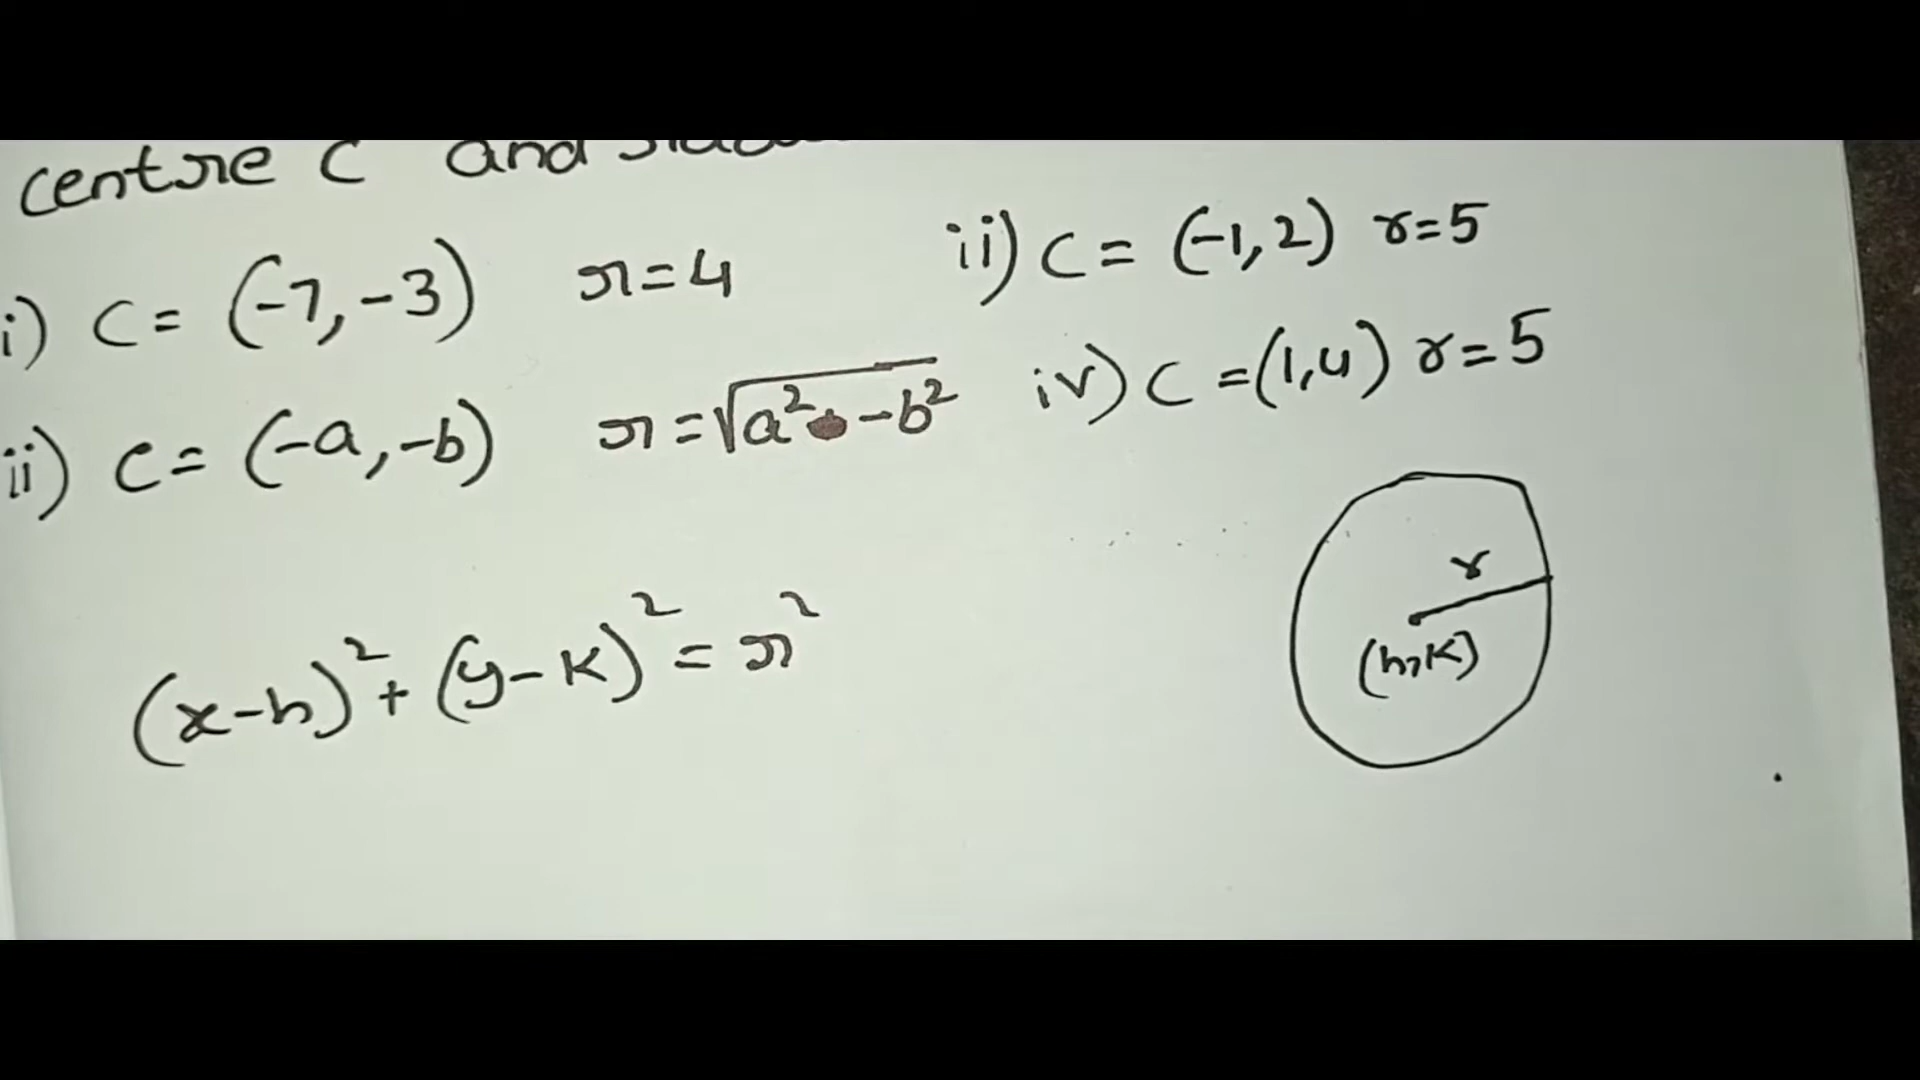 centre C and
i) C = (-7, -3) r = 4 ii) C = (-1, 2) r = 5
ii) C = (-a, -b) r = √a² - b² iv) C = (1, 4) r = 5
r
(h, k)
(x-h)² + (y-k)² = r²